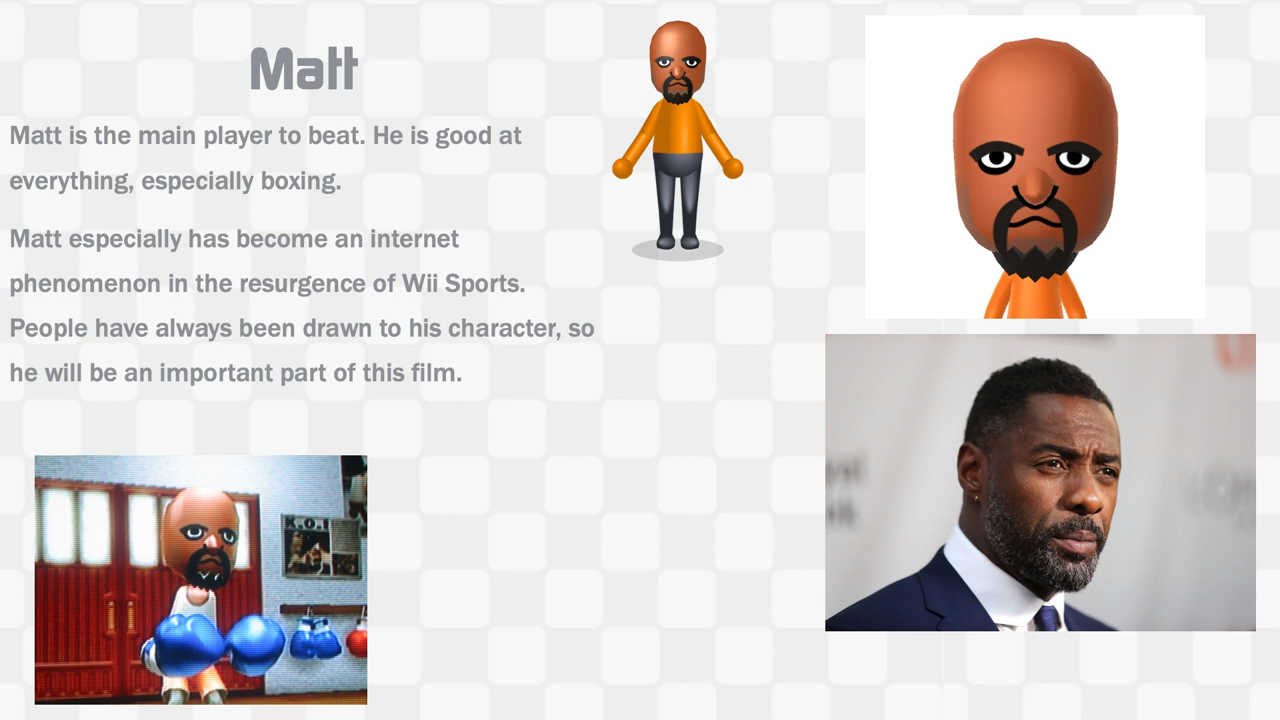 Matt
Matt is the main player to beat. He is good at
everything, especially boxing.
Matt especially has become an internet
phenomenon in the resurgence of Wii Sports.
People have always been drawn to his character, so
he will be an important part of this film.
K.O.!